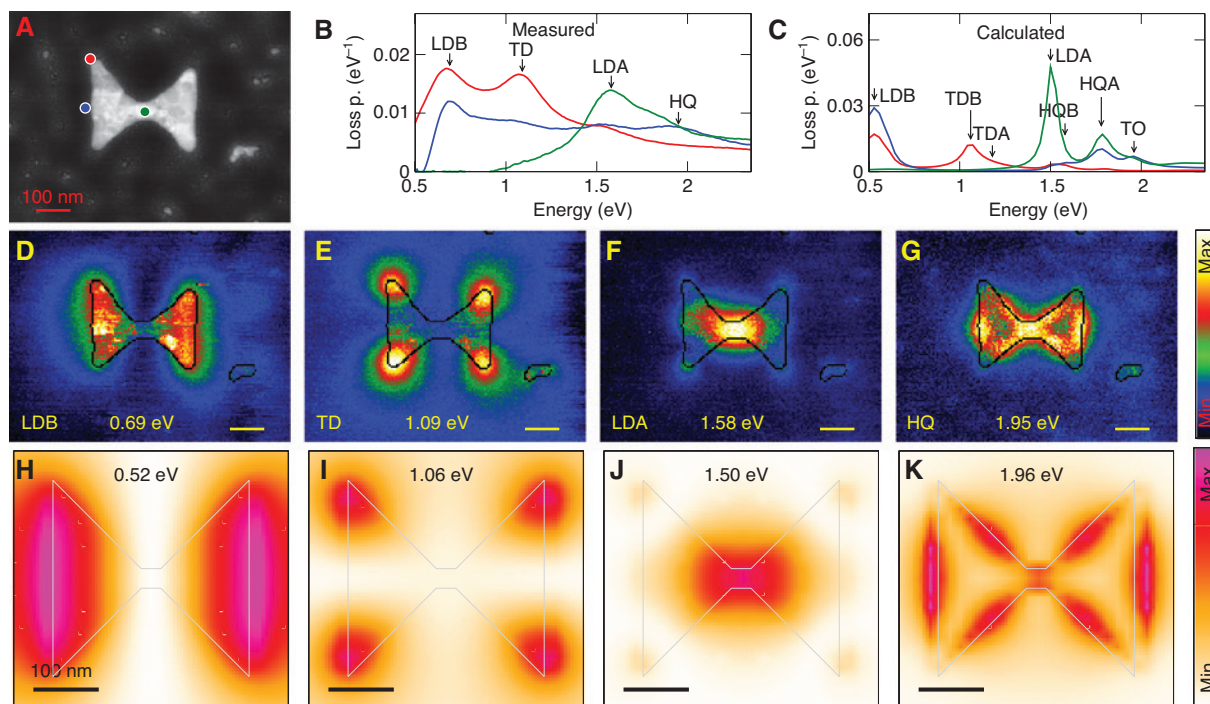 A
100 nm
B
Measured
Loss p. (eV⁻¹)
0.02
0.01
0
LDB
TD
LDA
HQ
0.5
1
1.5
2
Energy (eV)
C
Calculated
Loss p. (eV⁻¹)
0.06
0.03
0
LDB
TDB
TDA
LDA
HQB
HQA
TO
0.5
1
1.5
2
Energy (eV)
D
LDB 0.69 eV
E
TD 1.09 eV
F
LDA 1.58 eV
G
HQ 1.95 eV
Max
Min
H 0.52 eV
100 nm
I 1.06 eV
J 1.50 eV
K 1.96 eV
Max
Min